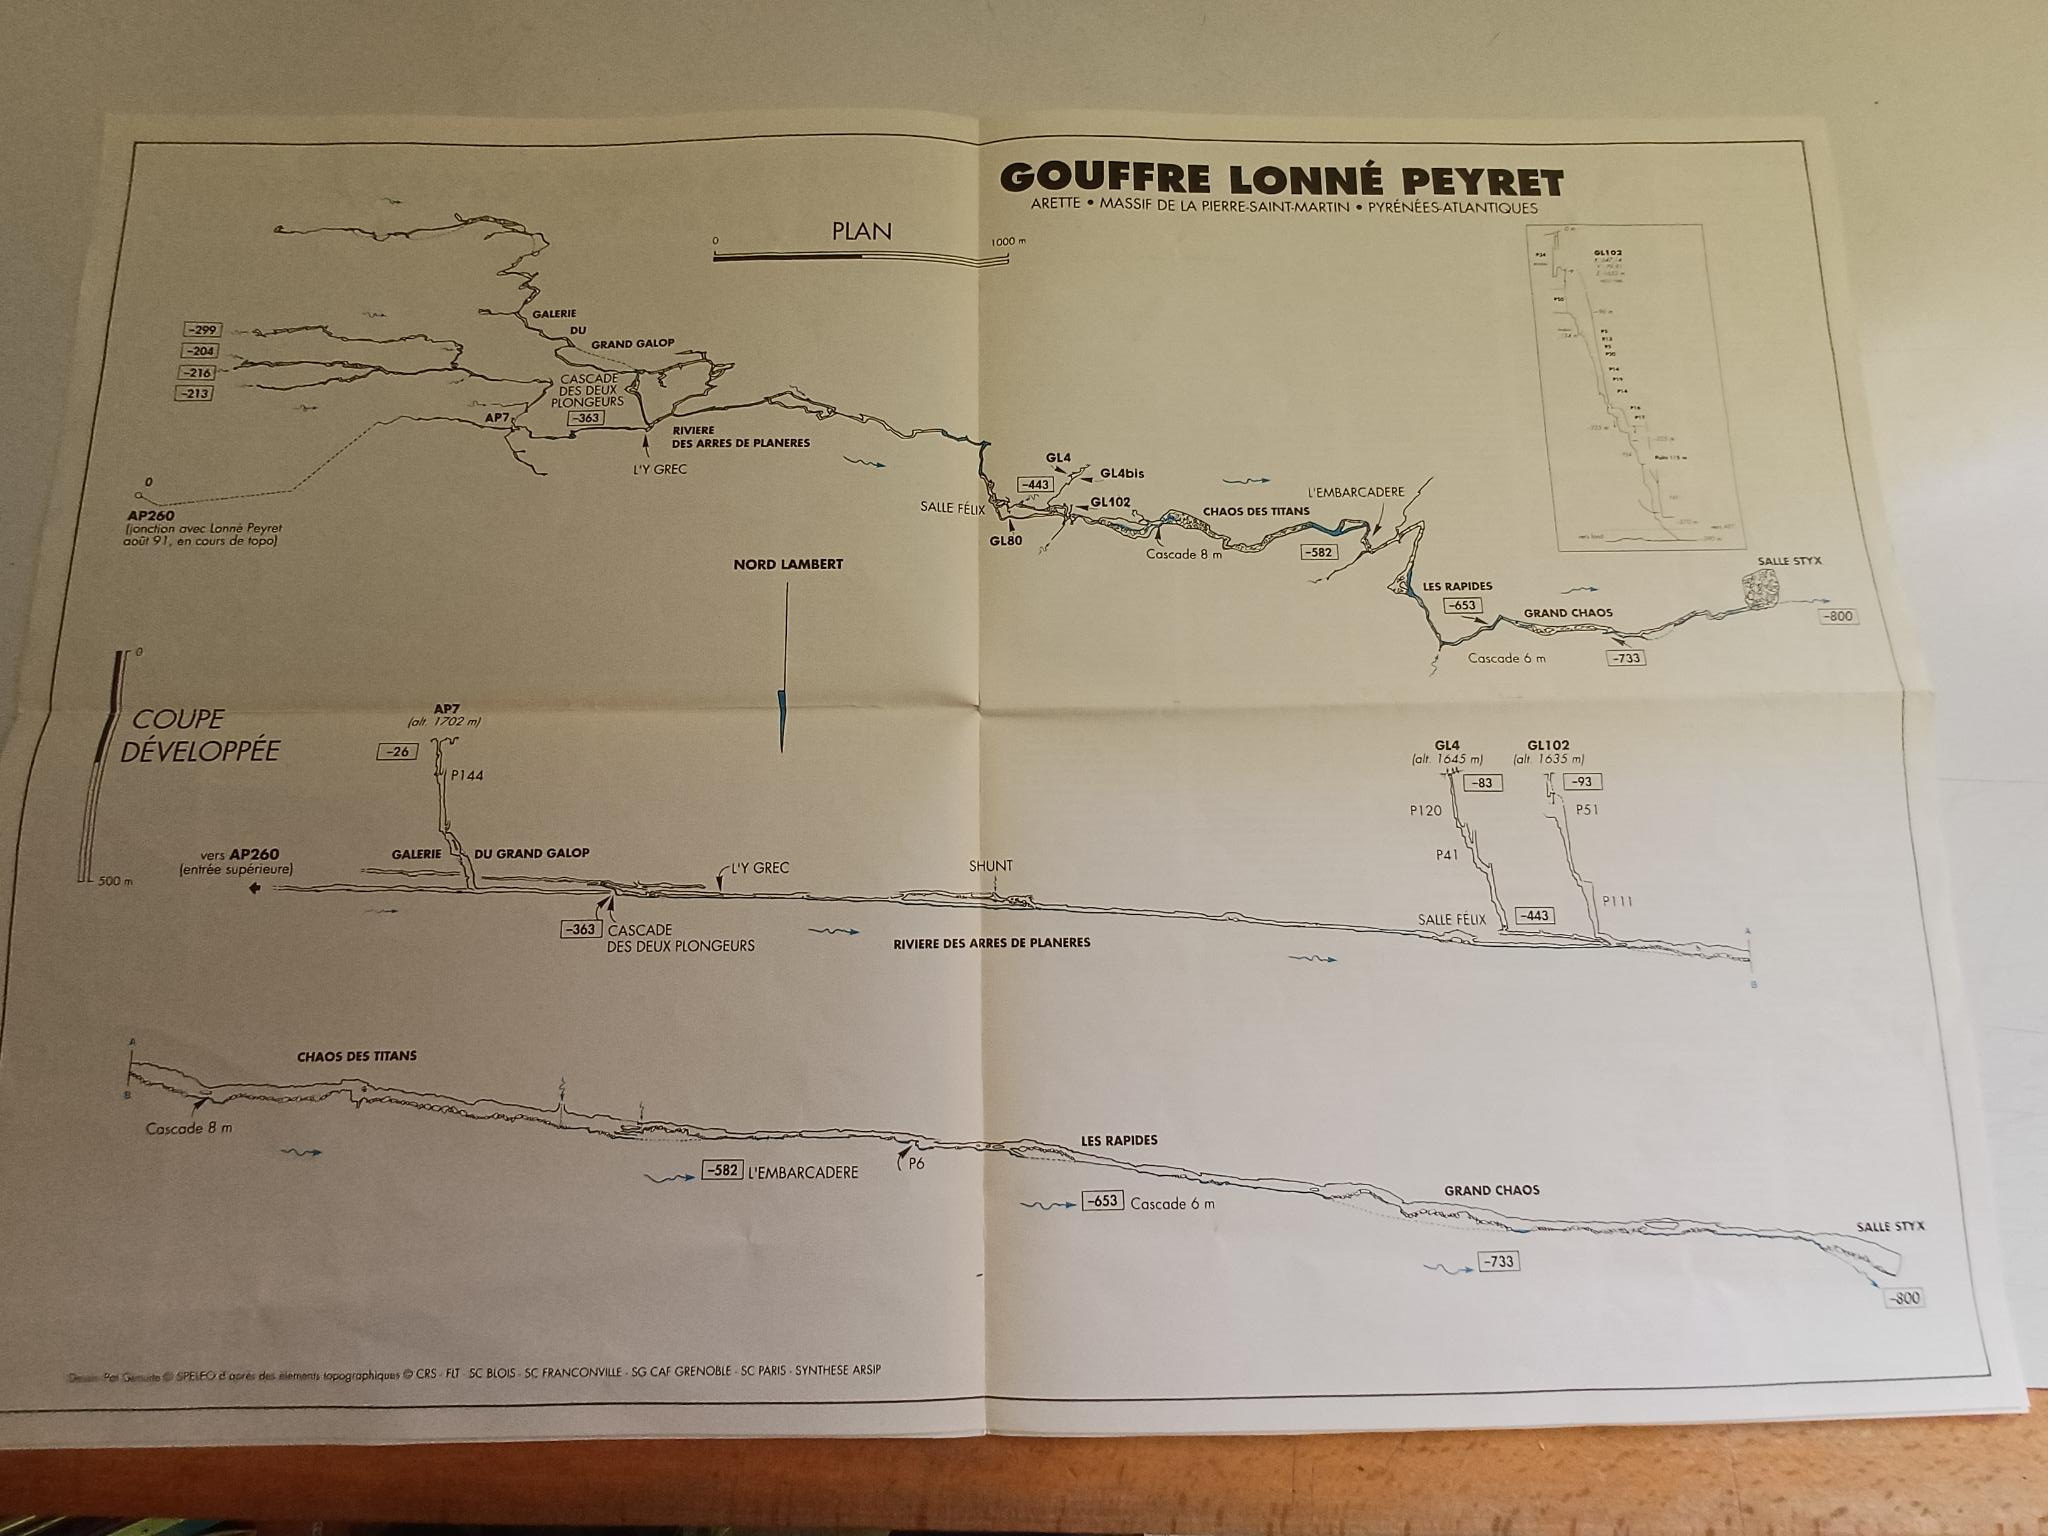 GOUFFRE LONNÉ PEYRET
ARETTE • MASSIF DE LA PIERRE-SAINT-MARTIN • PYRÉNÉES-ATLANTIQUES
PLAN
0
1000 m
GL102
GALERIE
DU
GRAND GALOP
-299
-204
-216
-213
CASCADE
DES DEUX
PLONGEURS
-363
AP7
RIVIERE
DES ARRES DE PLANERES
L'Y GREC
0
AP260
(jonction avec Lonné Peyret
août 91, en cours de topo)
GL4
GL4bis
-443
SALLE FÉLIX
GL102
GL80
CHAOS DES TITANS
L'EMBARCADERE
Cascade 8 m
-582
LES RAPIDES
-653
GRAND CHAOS
SALLE STYX
-800
Cascade 6 m
-733
NORD LAMBERT
0
COUPE
DÉVELOPPÉE
500 m
AP7
(alt. 1702 m)
-26
P144
GL4
(alt. 1645 m)
-83
P120
P41
GL102
(alt. 1635 m)
-93
P51
P111
vers AP260
(entrée supérieure)
GALERIE DU GRAND GALOP
L'Y GREC
SHUNT
-363
CASCADE
DES DEUX PLONGEURS
RIVIERE DES ARRES DE PLANERES
SALLE FÉLIX
-443
A
B
A
B
CHAOS DES TITANS
Cascade 8 m
-582 L'EMBARCADERE
P6
LES RAPIDES
-653 Cascade 6 m
GRAND CHAOS
-733
SALLE STYX
-800
© SPELEO d'après des éléments topographiques © CRS - FLT - SC BLOIS - SC FRANCONVILLE - SG CAF GRENOBLE - SC PARIS - SYNTHESE ARSIP